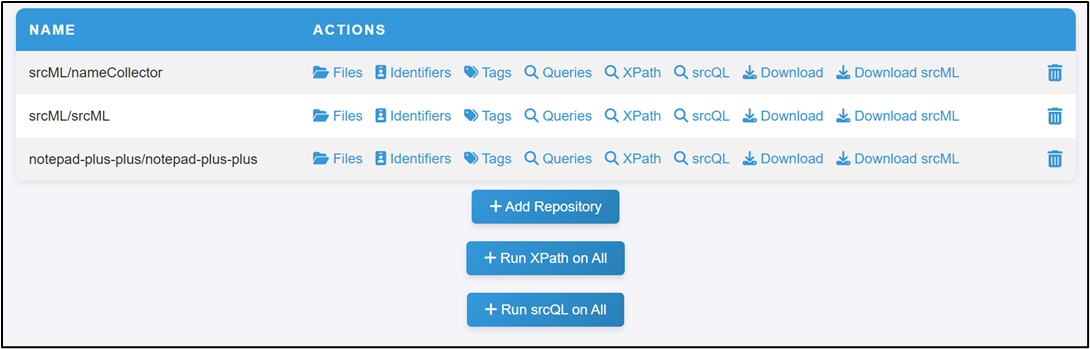 NAME ACTIONS
srcML/nameCollector Files Identifiers Tags Queries XPath srcQL Download Download srcML
srcML/srcML Files Identifiers Tags Queries XPath srcQL Download Download srcML
notepad-plus-plus/notepad-plus-plus Files Identifiers Tags Queries XPath srcQL Download Download srcML
+ Add Repository
+ Run XPath on All
+ Run srcQL on All